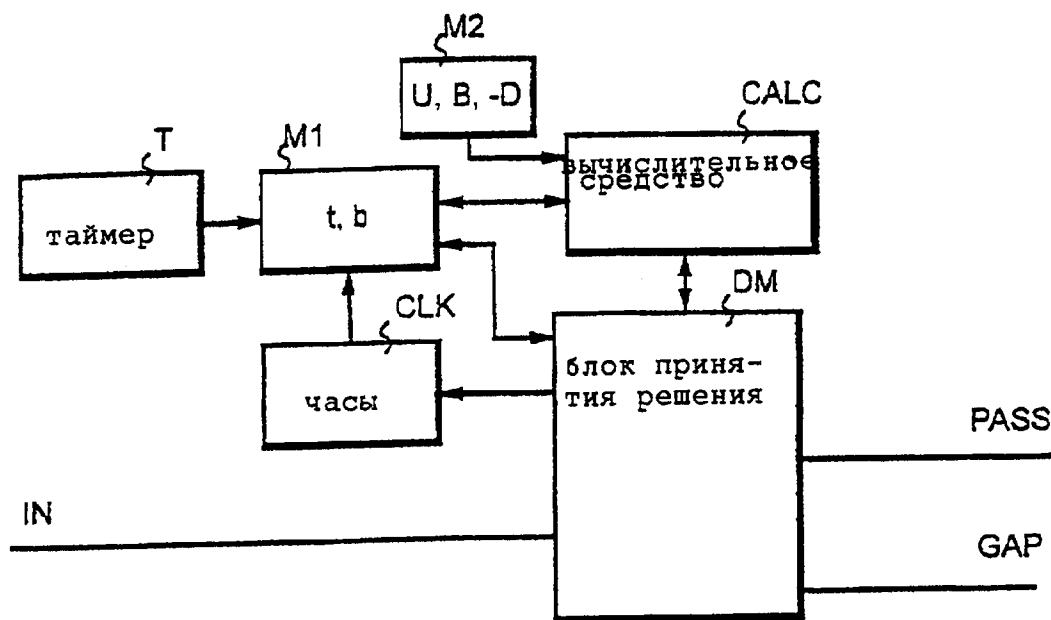 M2
U, B, -D
CALC
вычислительное
средство
T
таймер
M1
t, b
DM
CLK
часы
блок приня-
тия решения
PASS
IN
GAP